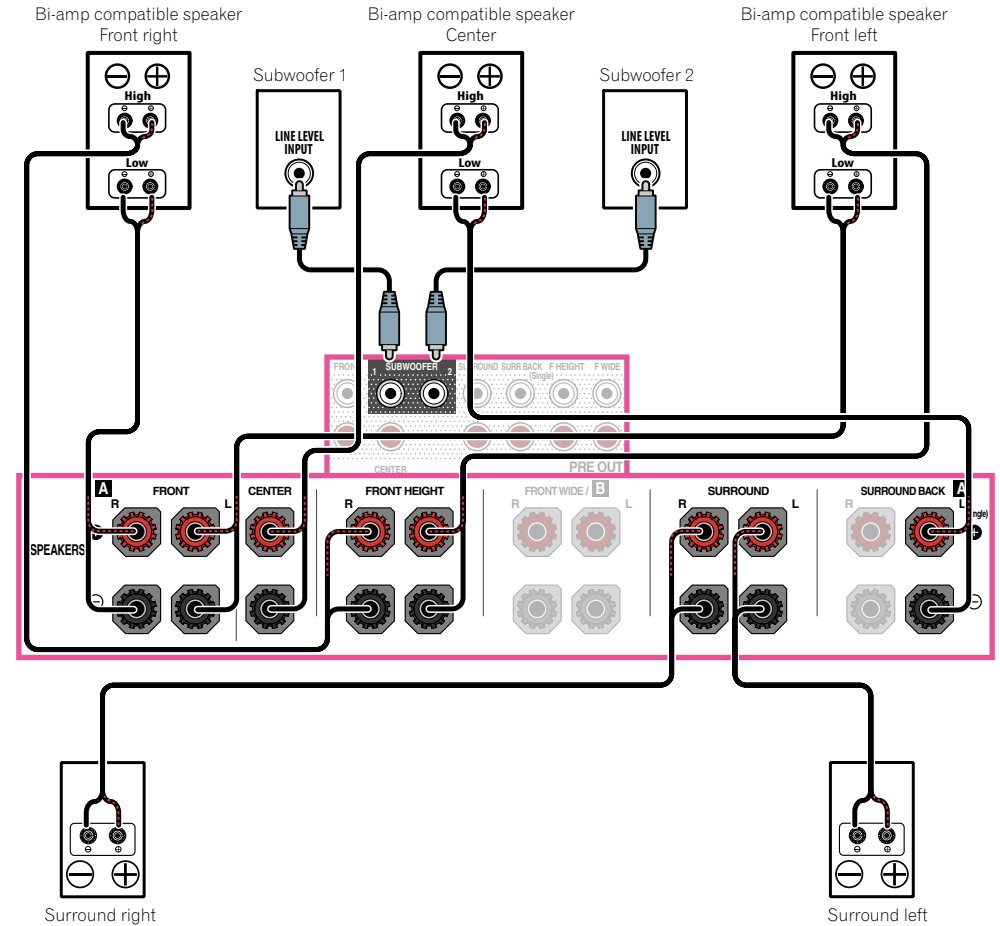 Bi-amp compatible speaker
Front right
Bi-amp compatible speaker
Center
Bi-amp compatible speaker
Front left
Subwoofer 1
Subwoofer 2
High
Low
LINE LEVEL
INPUT
High
Low
LINE LEVEL
INPUT
High
Low
SUBWOOFER
1
2
SURR BACK
F HEIGHT
F WIDE
(Single)
CENTER
PRE OUT
A
FRONT
CENTER
FRONT HEIGHT
FRONT WIDE / B
SURROUND
SURROUND BACK
A
R
L
R
L
R
L
R
L
R
L
SPEAKERS
Surround right
Surround left